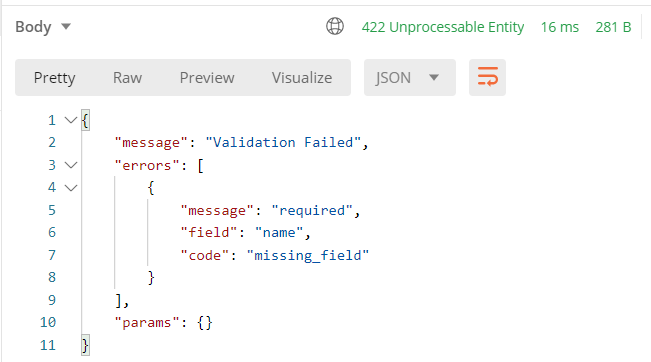 Body 422 Unprocessable Entity 16 ms 281 B
Pretty Raw Preview Visualize JSON
1 {
2 "message": "Validation Failed",
3 "errors": [
4 {
5 "message": "required",
6 "field": "name",
7 "code": "missing_field"
8 }
9 ],
10 "params": {}
11 }